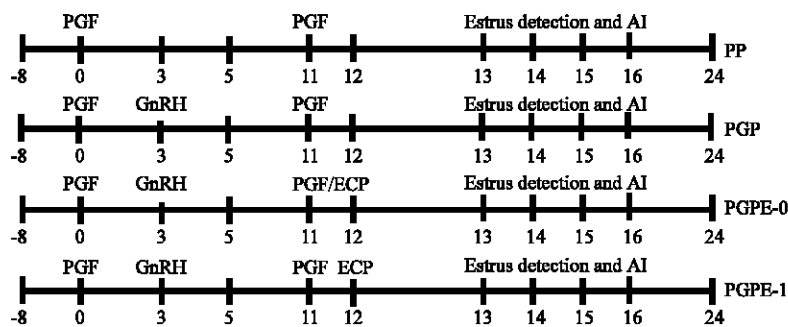 PGF PGF Estrus detection and AI
PP
-8 0 3 5 11 12 13 14 15 16 24
PGF GnRH PGF Estrus detection and AI
PGP
-8 0 3 5 11 12 13 14 15 16 24
PGF GnRH PGF/ECP Estrus detection and AI
PGPE-0
-8 0 3 5 11 12 13 14 15 16 24
PGF GnRH PGF ECP Estrus detection and AI
PGPE-1
-8 0 3 5 11 12 13 14 15 16 24